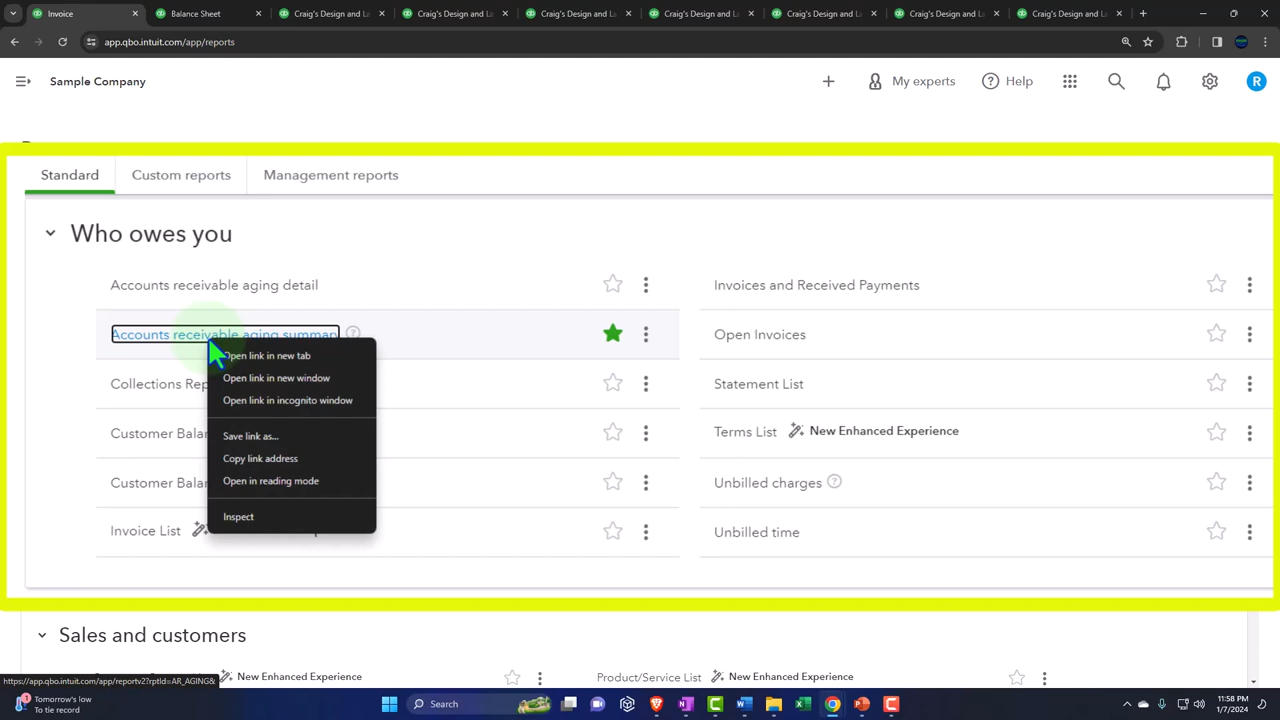 Invoice
Balance Sheet
Craig's Design and La
Craig's Design and La
Craig's Design and La
Craig's Design and La
Craig's Design and La
Craig's Design and La
Craig's Design and La
app.qbo.intuit.com/app/reports
Sample Company
My experts
Help
R
Standard
Custom reports
Management reports
Who owes you
Accounts receivable aging detail
Invoices and Received Payments
Accounts receivable aging summary
Open Invoices
Open link in new tab
Open link in new window
Collections Rep
Statement List
Open link in incognito window
Customer Balan
Terms List New Enhanced Experience
Save link as...
Copy link address
Customer Balan
Unbilled charges
Open in reading mode
Inspect
Invoice List
Unbilled time
Sales and customers
https://app.qbo.intuit.com/app/reportv2?rptId=AR_AGING&
New Enhanced Experience
Product/Service List New Enhanced Experience
1
Tomorrow's low
To tie record
Search
11:58 PM
1/7/2024